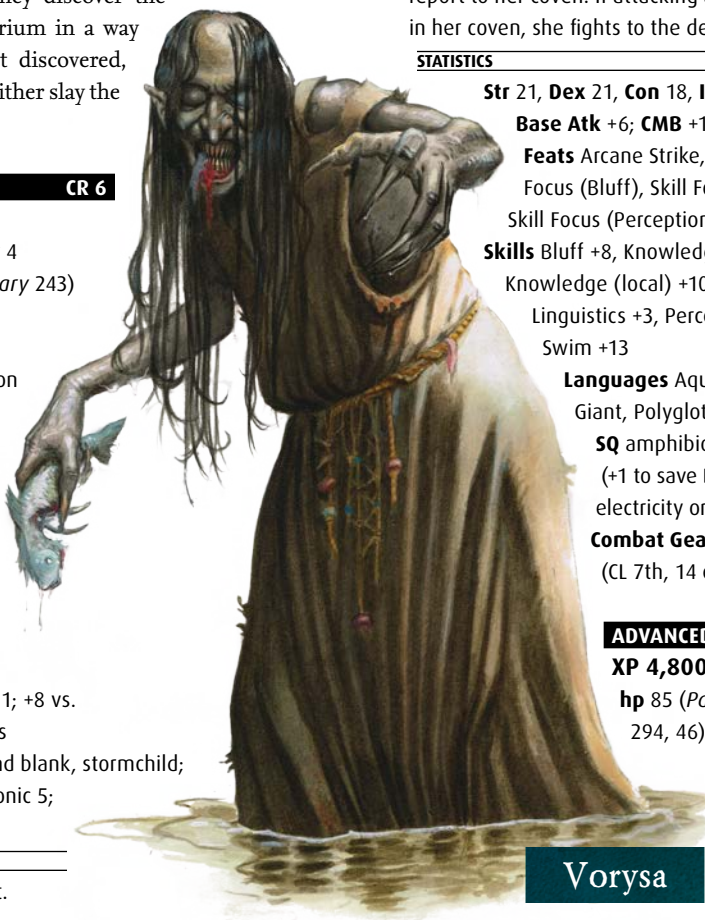 they discover the
rium in a way
t discovered,
ither slay the
CR 6
4
ary 243)
on
1; +8 vs.
s
nd blank, stormchild;
onic 5;
t.
report to her coven. If attacking
in her coven, she fights to the de
STATISTICS
Str 21, Dex 21, Con 18, I
Base Atk +6; CMB +1
Feats Arcane Strike,
Focus (Bluff), Skill Fo
Skill Focus (Perception
Skills Bluff +8, Knowled
Knowledge (local) +10
Linguistics +3, Perce
Swim +13
Languages Aqu
Giant, Polyglot
SQ amphibio
(+1 to save
electricity or
Combat Gea
(CL 7th, 14 c
ADVANCED
XP 4,800
hp 85 (Pa
294, 46)
Vorysa